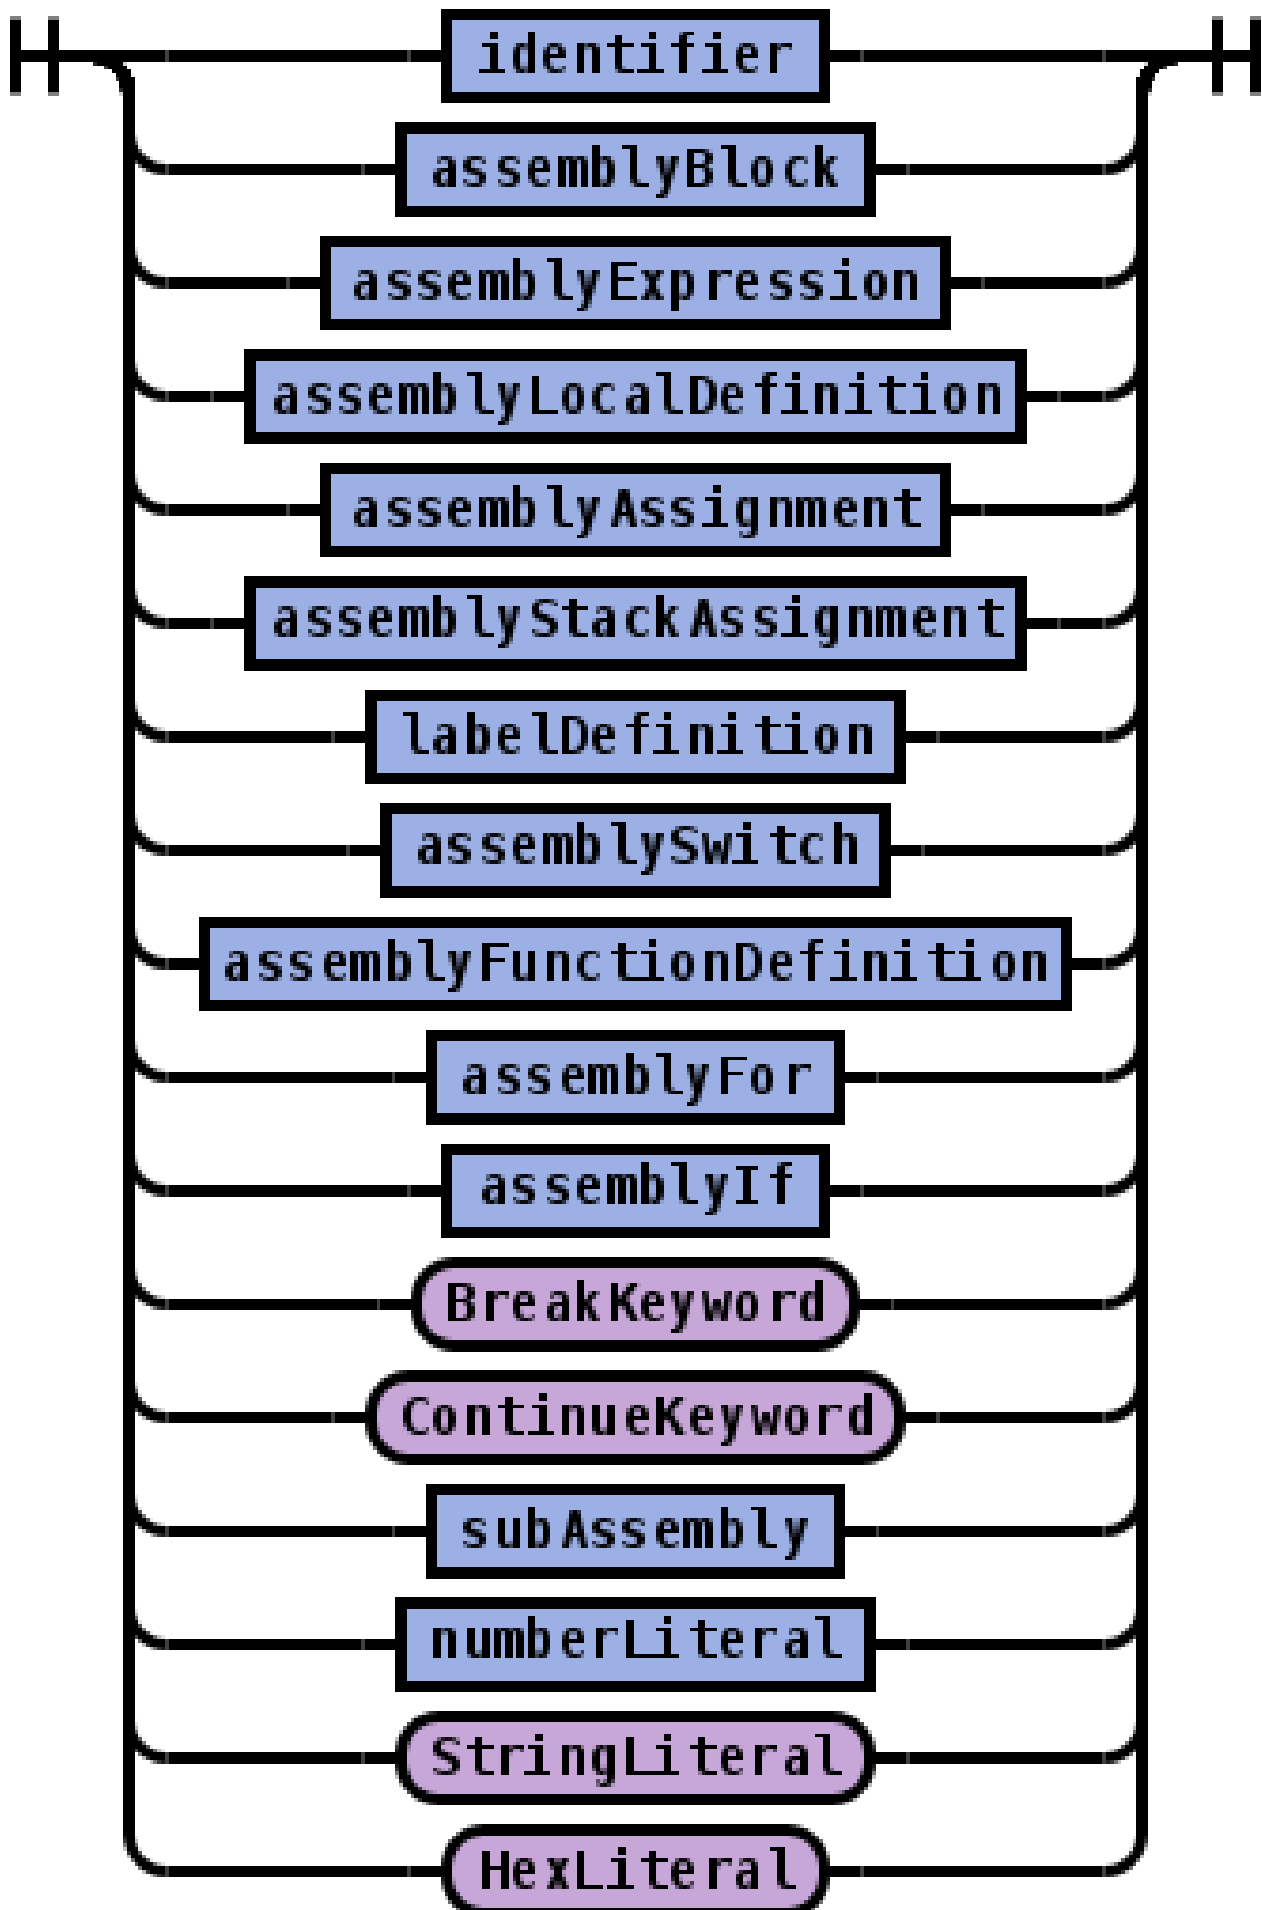 identifier
assemblyBlock
assemblyExpression
assemblyLocalDefinition
assemblyAssignment
assemblyStackAssignment
labelDefinition
assemblySwitch
assemblyFunctionDefinition
assemblyFor
assemblyIf
BreakKeyword
ContinueKeyword
subAssembly
numberLiteral
StringLiteral
HexLiteral